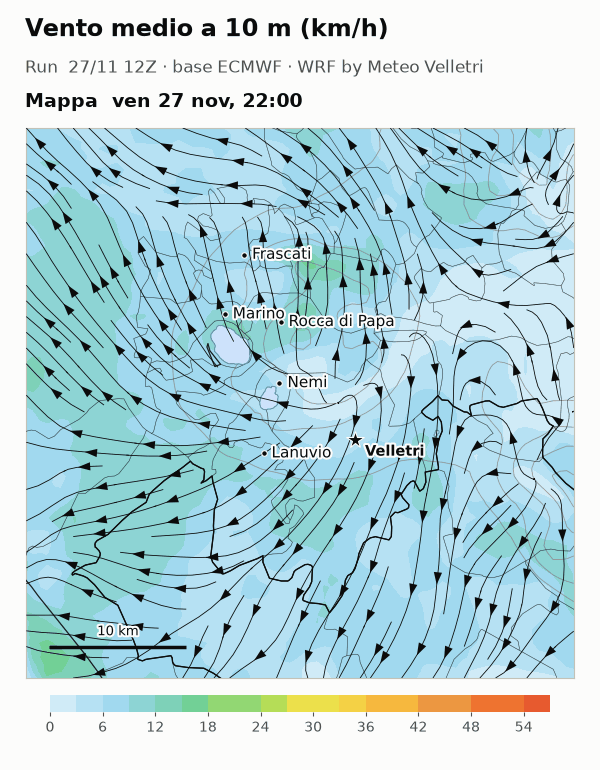 Vento medio a 10 m (km/h)
Run  27/11 12Z · base ECMWF · WRF by Meteo Velletri
Mappa  ven 27 nov, 22:00
Frascati
Marino
Rocca di Papa
Nemi
Velletri
Lanuvio
10 km
0 6 12 18 24 30 36 42 48 54